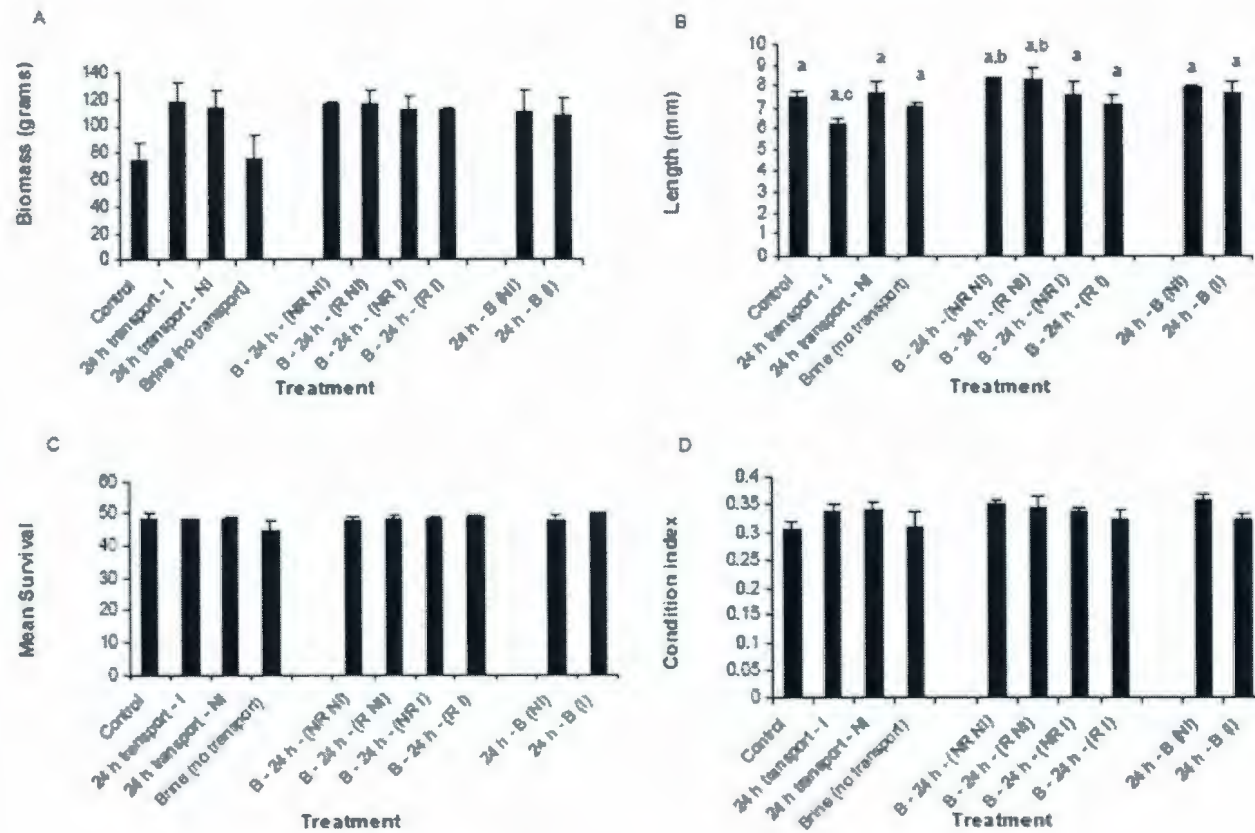 A
Biomass (grams)
140
120
100
80
60
40
20
0
Control
24 h transport - I
24 h transport - NI
Brine (no transport)
B - 24 h - (NR NI)
B - 24 h - (R NI)
B - 24 h - (NR I)
B - 24 h - (R I)
24 h - B (NI)
24 h - B (I)
Treatment
B
Length (mm)
10
9
8
7
6
5
4
3
2
1
0
a
a,c
a
a
a,b
a,b
a
a
a
a
Control
24 h transport - I
24 h transport - NI
Brine (no transport)
B - 24 h - (NR NI)
B - 24 h - (R NI)
B - 24 h - (NR I)
B - 24 h - (R I)
24 h - B (NI)
24 h - B (I)
Treatment
C
Mean Survival
60
50
40
30
20
10
0
Control
24 h transport - I
24 h transport - NI
Brine (no transport)
B - 24 h - (NR NI)
B - 24 h - (R NI)
B - 24 h - (NR I)
B - 24 h - (R I)
24 h - B (NI)
24 h - B (I)
Treatment
D
Condition index
0.4
0.35
0.3
0.25
0.2
0.15
0.1
0.05
0
Control
24 h transport - I
24 h transport - NI
Brine (no transport)
B - 24 h - (NR NI)
B - 24 h - (R NI)
B - 24 h - (NR I)
B - 24 h - (R I)
24 h - B (NI)
24 h - B (I)
Treatment